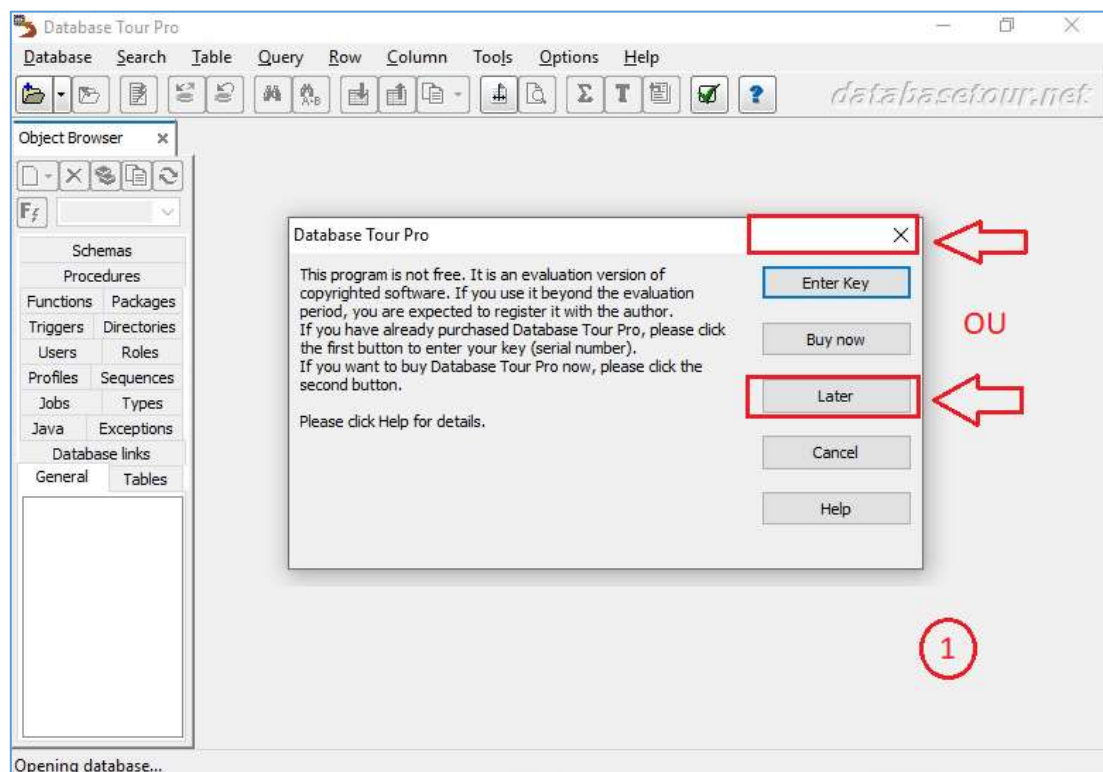 Database Tour Pro
Database Search Table Query Row Column Tools Options Help
databasetour.net
Object Browser
Schemas
Procedures
Functions Packages
Triggers Directories
Users Roles
Profiles Sequences
Jobs Types
Java Exceptions
Database links
General Tables
Database Tour Pro
This program is not free. It is an evaluation version of
copyrighted software. If you use it beyond the evaluation
period, you are expected to register it with the author.
If you have already purchased Database Tour Pro, please click
the first button to enter your key (serial number).
If you want to buy Database Tour Pro now, please click the
second button.
Please click Help for details.
Enter Key
Buy now
Later
Cancel
Help
OU
1
Opening database...